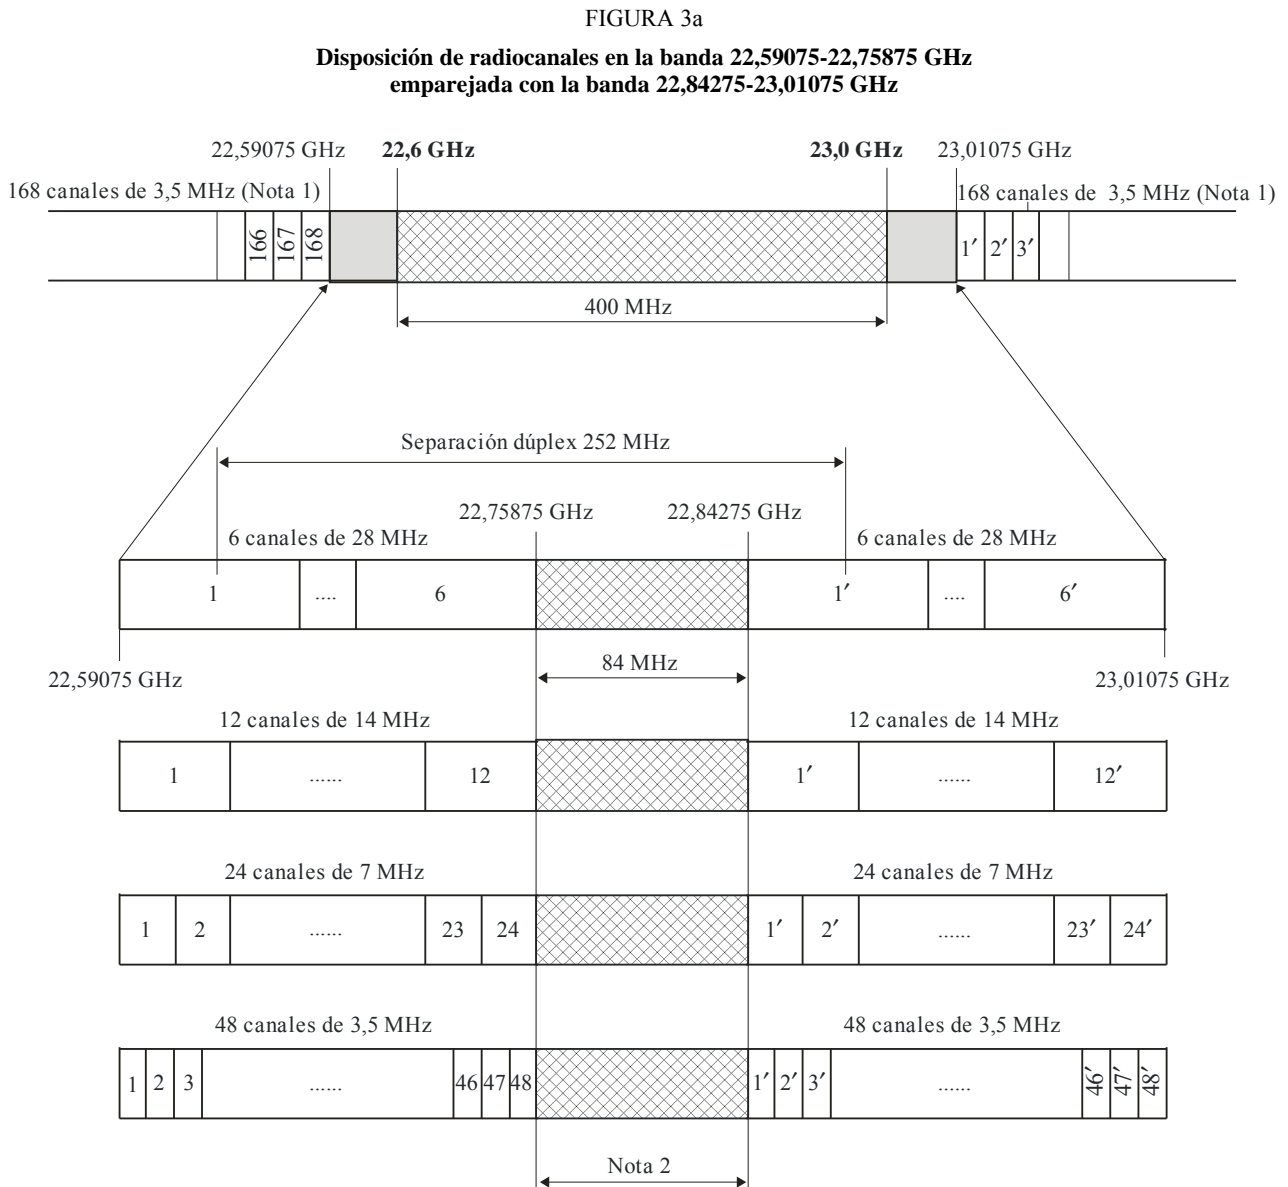 FIGURA 3a
Disposición de radiocanales en la banda 22,59075-22,75875 GHz
emparejada con la banda 22,84275-23,01075 GHz
22,59075 GHz 22,6 GHz 23,0 GHz 23,01075 GHz
168 canales de 3,5 MHz (Nota 1) 168 canales de 3,5 MHz (Nota 1)
166 167 168 1′ 2′ 3′
400 MHz
Separación dúplex 252 MHz
22,75875 GHz 22,84275 GHz
6 canales de 28 MHz 6 canales de 28 MHz
1 .... 6 1′ .... 6′
84 MHz
22,59075 GHz 23,01075 GHz
12 canales de 14 MHz 12 canales de 14 MHz
1 ...... 12 1′ ...... 12′
24 canales de 7 MHz 24 canales de 7 MHz
1 2 ...... 23 24 1′ 2′ ...... 23′ 24′
48 canales de 3,5 MHz 48 canales de 3,5 MHz
1 2 3 ...... 46 47 48 1′ 2′ 3′ ...... 46′ 47′ 48′
Nota 2